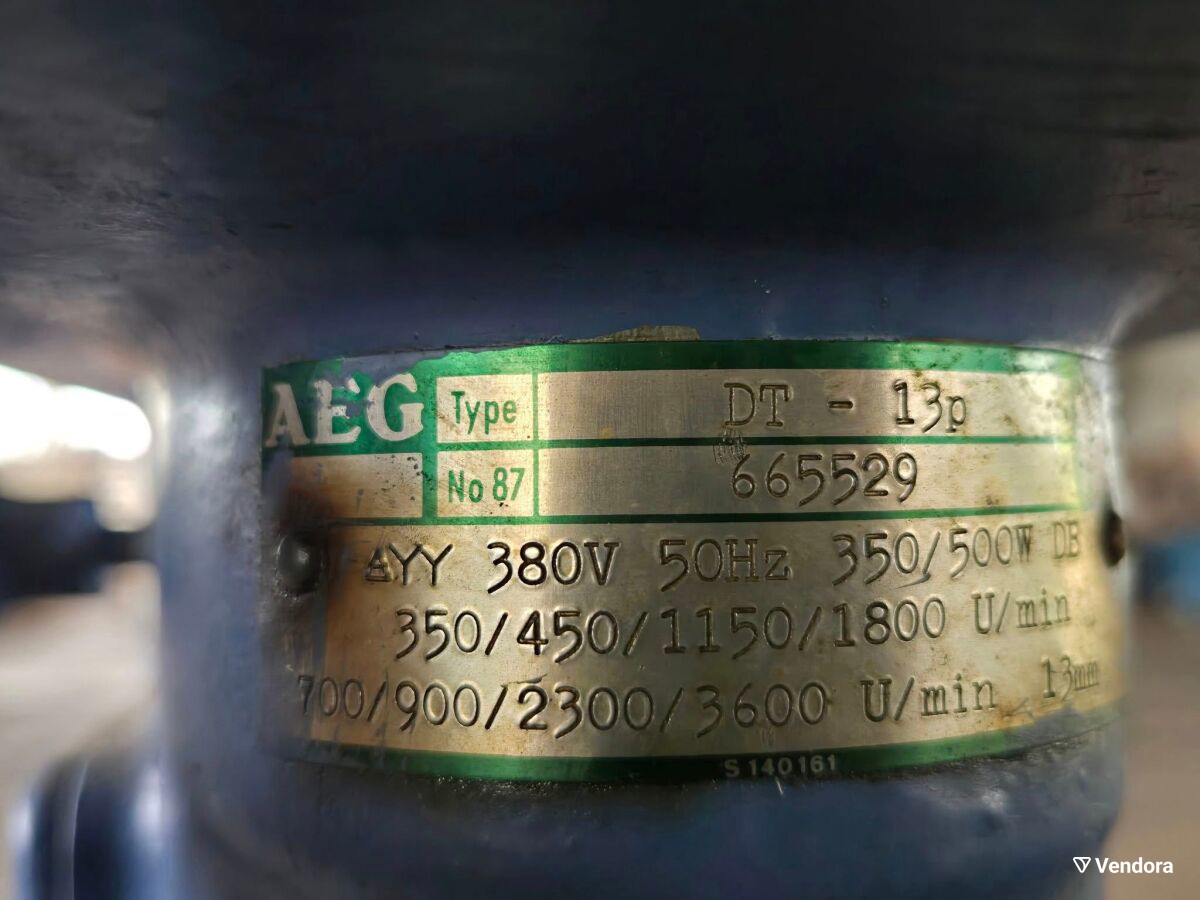 AEG Type DT - 13p
No 87 665529
△YY 380V 50Hz 350/500W DB
350/450/1150/1800 U/min
700/900/2300/3600 U/min 13mm
S 140161
Vendora